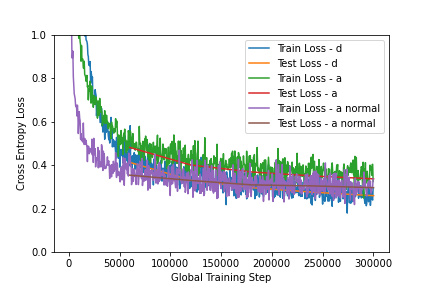 1.0
0.8
0.6
0.4
0.2
0.0
Cross Entropy Loss
Train Loss - d
Test Loss - d
Train Loss - a
Test Loss - a
Train Loss - a normal
Test Loss - a normal
0 50000 100000 150000 200000 250000 300000
Global Training Step